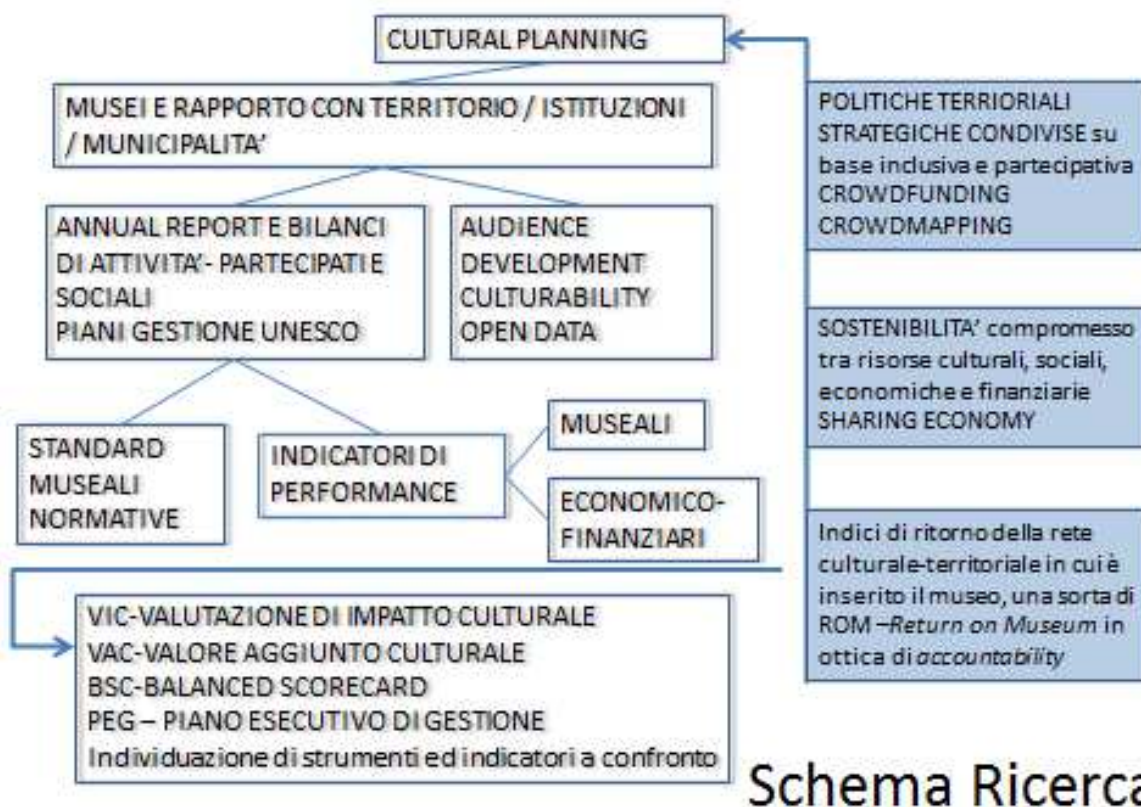 CULTURAL PLANNING
MUSEI E RAPPORTO CON TERRITORIO / ISTITUZIONI
/ MUNICIPALITA'
ANNUAL REPORT E BILANCI
DI ATTIVITA'- PARTECIPATI E
SOCIALI
PIANI GESTIONE UNESCO
AUDIENCE
DEVELOPMENT
CULTURABILITY
OPEN DATA
STANDARD
MUSEALI
NORMATIVE
INDICATORI DI
PERFORMANCE
MUSEALI
ECONOMICO-
FINANZIARI
VIC-VALUTAZIONE DI IMPATTO CULTURALE
VAC-VALORE AGGIUNTO CULTURALE
BSC-BALANCED SCORECARD
PEG – PIANO ESECUTIVO DI GESTIONE
Individuazione di strumenti ed indicatori a confronto
POLITICHE TERRIORIALI
STRATEGICHE CONDIVISE su
base inclusiva e partecipativa
CROWDFUNDING
CROWDMAPPING
SOSTENIBILITA' compromesso
tra risorse culturali, sociali,
economiche e finanziarie
SHARING ECONOMY
Indici di ritorno della rete
culturale-territoriale in cui è
inserito il museo, una sorta di
ROM –Return on Museum in
ottica di accountability
Schema Ricerca